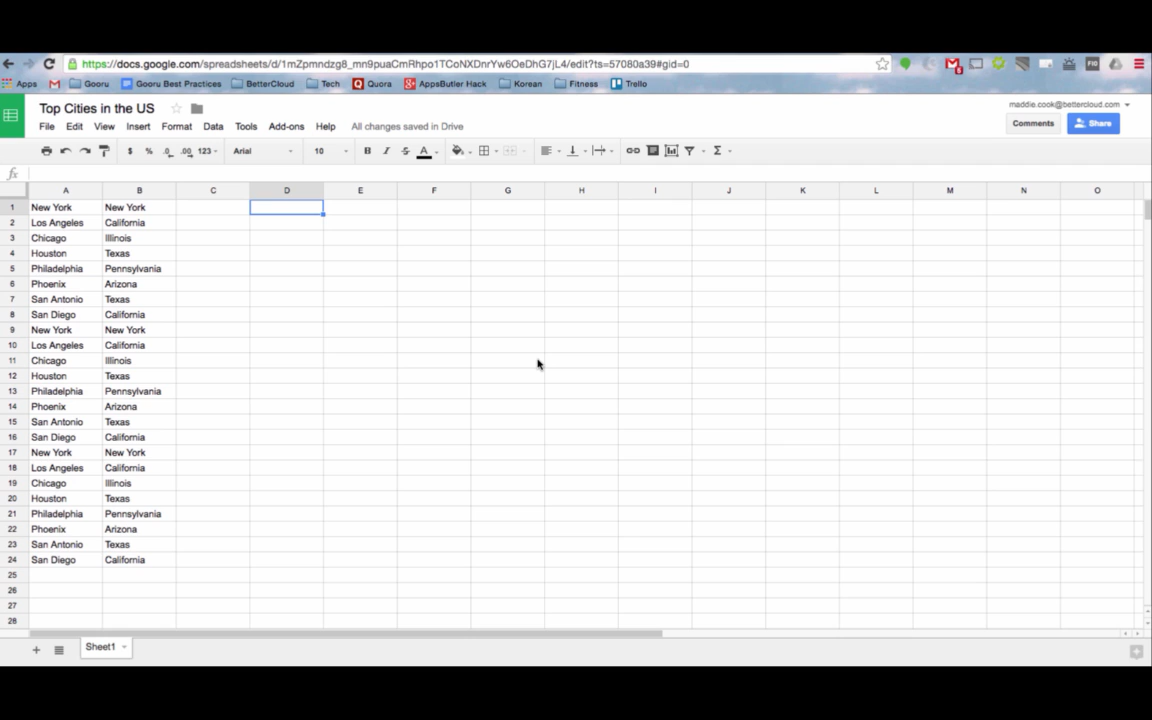 https://docs.google.com/spreadsheets/d/1mZpmndzg8_mn9puaCmRhpo1TCoNXDnrYw6OeDhG7jL4/edit?ts=57080a39#gid=0
Apps Gooru Gooru Best Practices BetterCloud Tech Quora AppsButler Hack Korean Fitness Trello
Top Cities in the US
maddie.cook@bettercloud.com
File Edit View Insert Format Data Tools Add-ons Help All changes saved in Drive
Comments Share
$ % .0 .00 123 Arial 10 B I S A Σ
fx
A B C D E F G H I J K L M N O
1 New York New York
2 Los Angeles California
3 Chicago Illinois
4 Houston Texas
5 Philadelphia Pennsylvania
6 Phoenix Arizona
7 San Antonio Texas
8 San Diego California
9 New York New York
10 Los Angeles California
11 Chicago Illinois
12 Houston Texas
13 Philadelphia Pennsylvania
14 Phoenix Arizona
15 San Antonio Texas
16 San Diego California
17 New York New York
18 Los Angeles California
19 Chicago Illinois
20 Houston Texas
21 Philadelphia Pennsylvania
22 Phoenix Arizona
23 San Antonio Texas
24 San Diego California
25
26
27
28
Sheet1